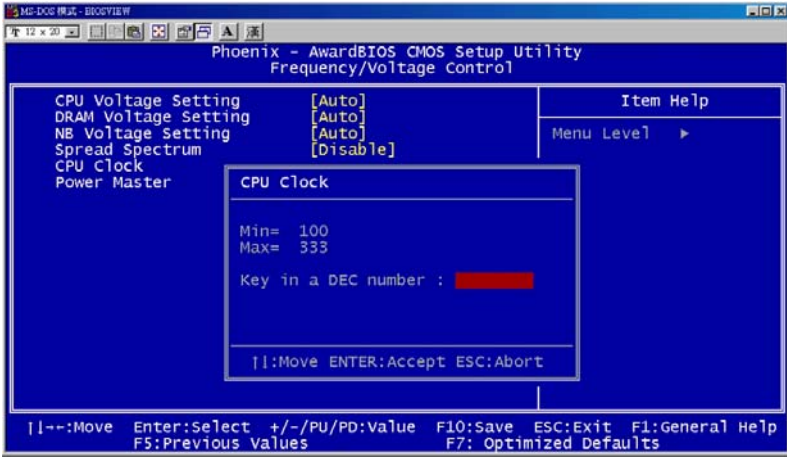 MS-DOS 模式 - BIOSVIEW
Tr 12 x 20 A 漢
Phoenix - AwardBIOS CMOS Setup Utility
Frequency/Voltage Control
CPU Voltage Setting [Auto]
DRAM Voltage Setting [Auto]
NB Voltage Setting [Auto]
Spread Spectrum [Disable]
CPU Clock
Power Master
Item Help
Menu Level ▶
CPU Clock
Min= 100
Max= 333
Key in a DEC number :
↑↓:Move ENTER:Accept ESC:Abort
↑↓→←:Move Enter:Select +/-/PU/PD:Value F10:Save ESC:Exit F1:General Help
F5:Previous Values F7: Optimized Defaults